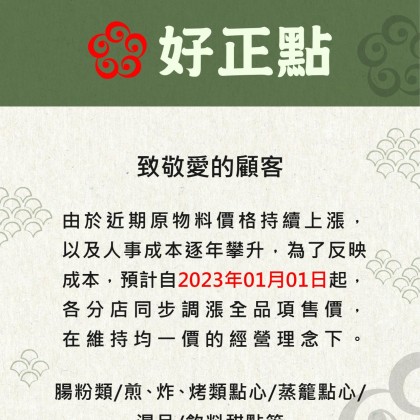 好正點
致敬愛的顧客
由於近期原物料價格持續上漲，
以及人事成本逐年攀升，為了反映
成本，預計自2023年01月01日起，
各分店同步調漲全品項售價，
在維持均一價的經營理念下。
腸粉類/煎、炸、烤類點心/蒸籠點心/